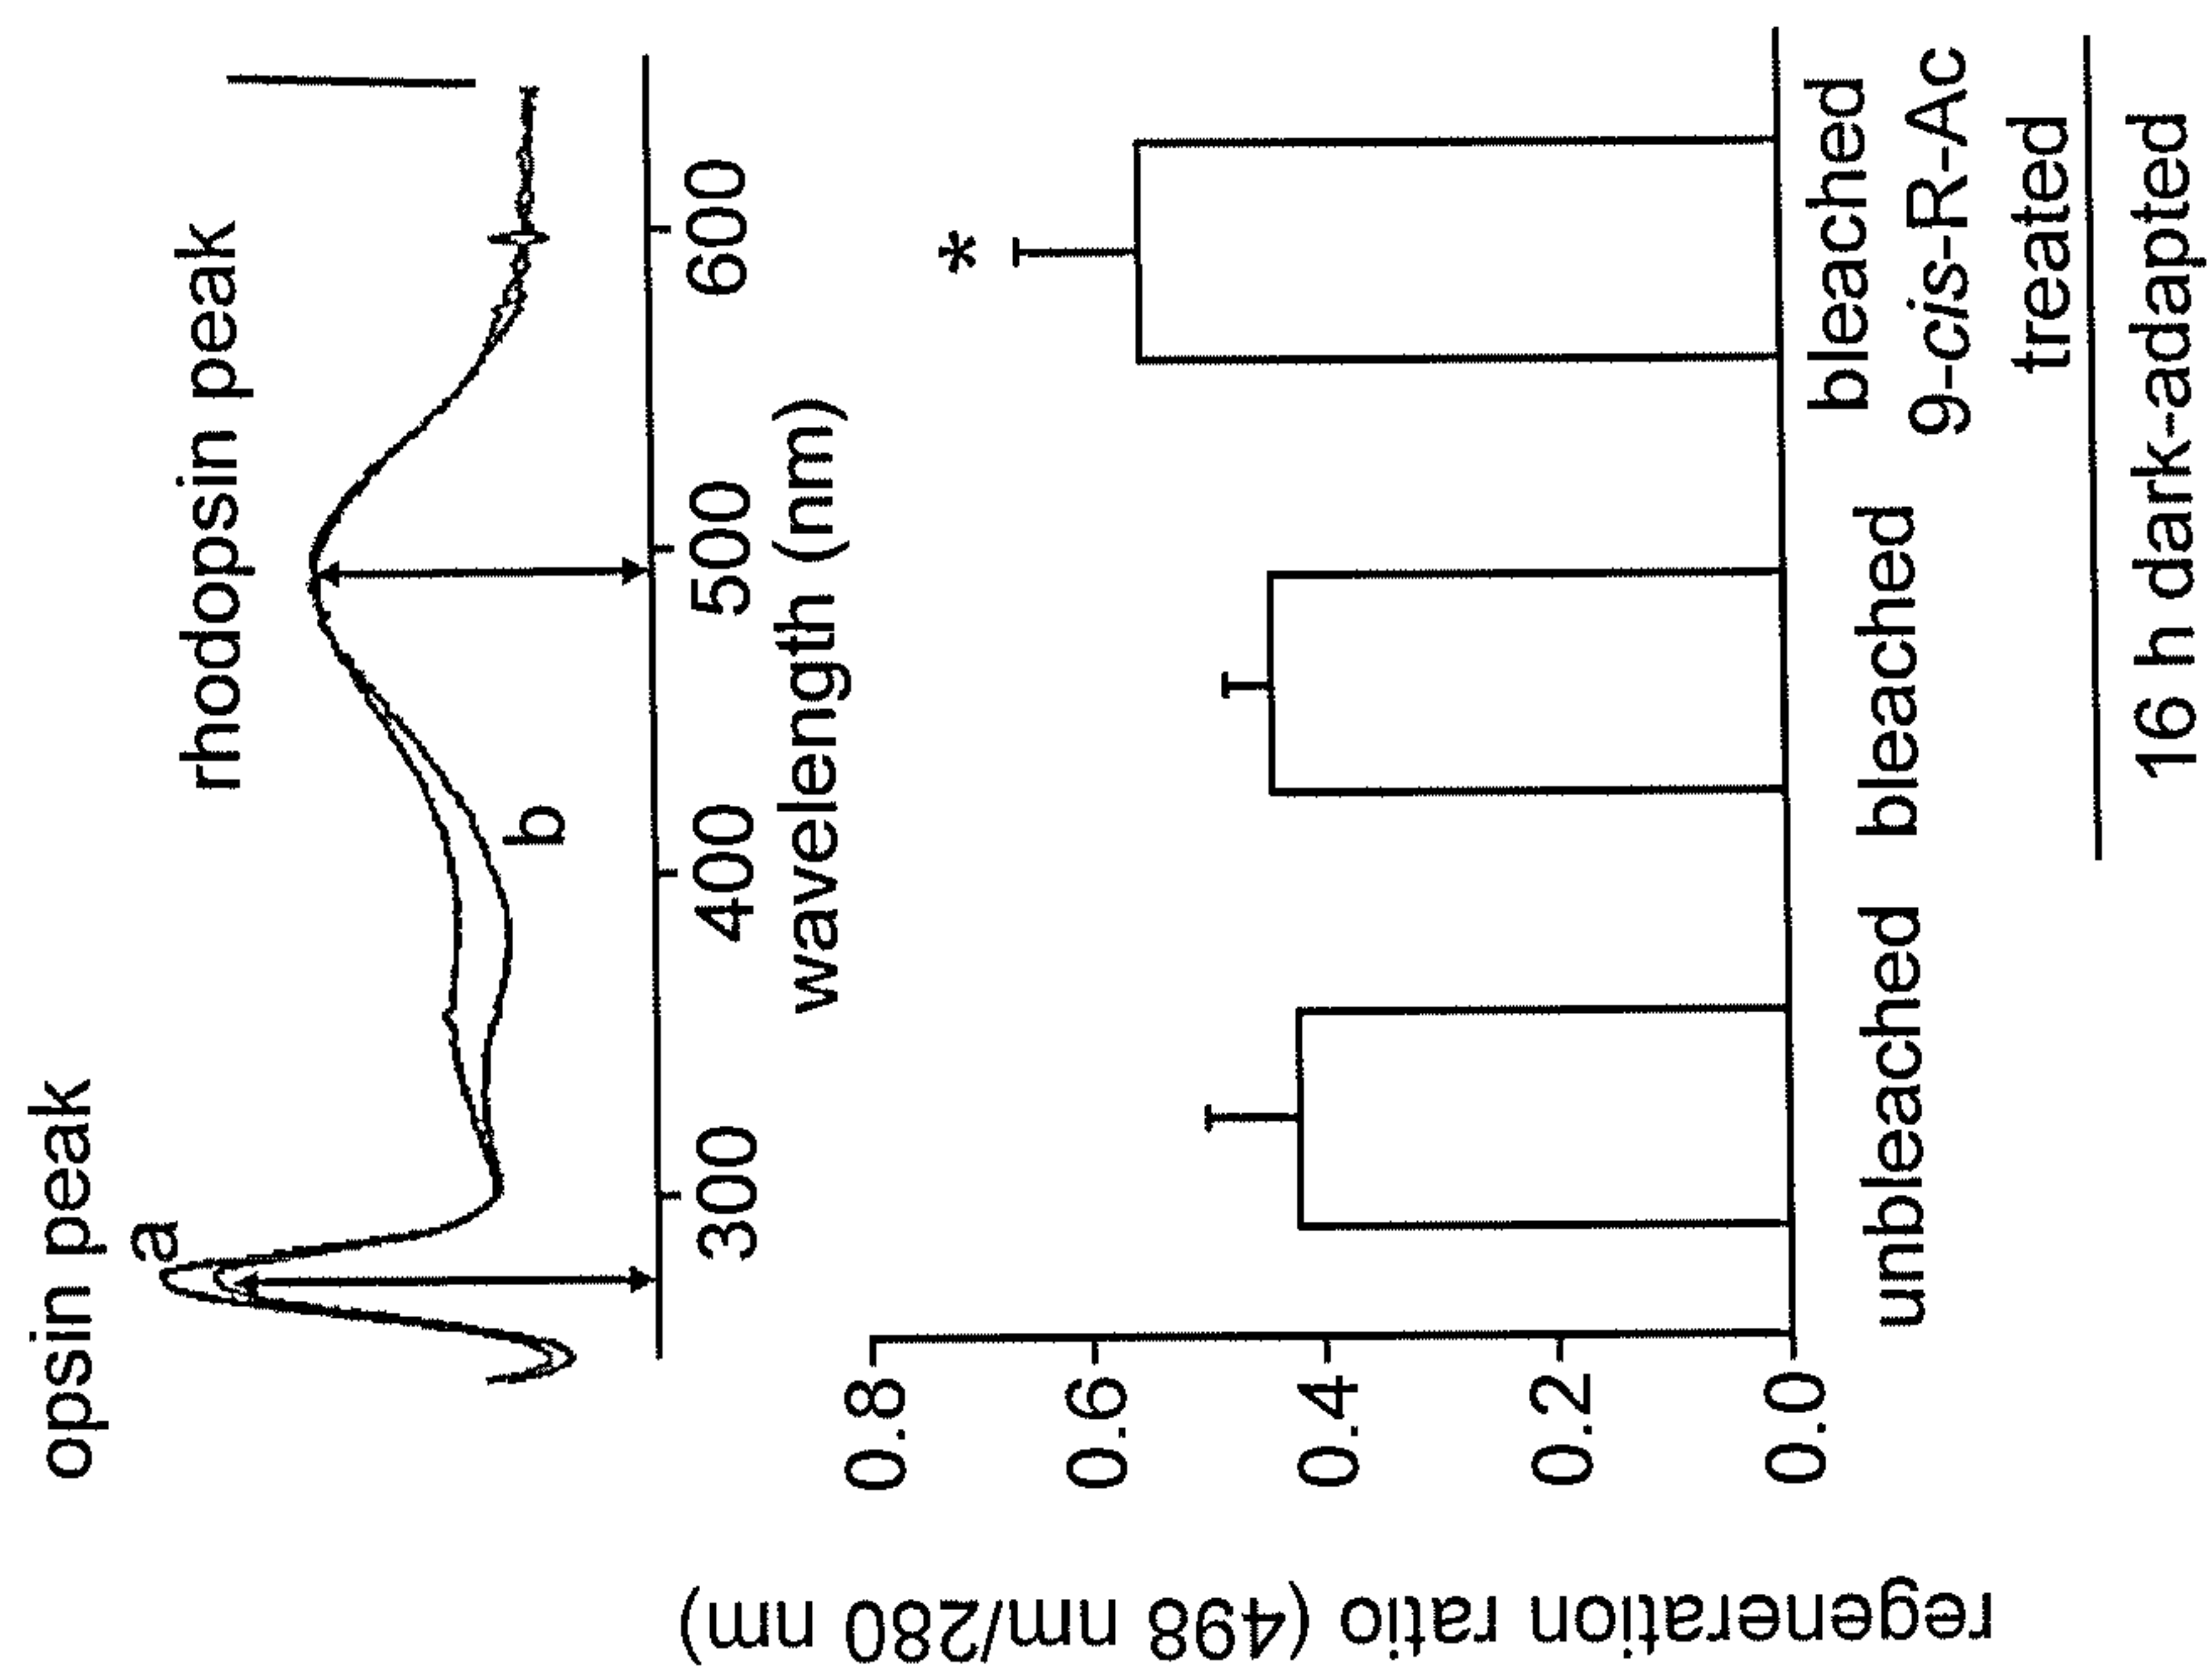 opsin peak
rhodopsin peak
a
b
300
400
500
600
wavelength (nm)
regeneration ratio (498 nm/280 nm)
0.8
0.6
0.4
0.2
0.0
*
unbleached
bleached
bleached
9-cis-R-Ac
treated
16 h dark-adapted